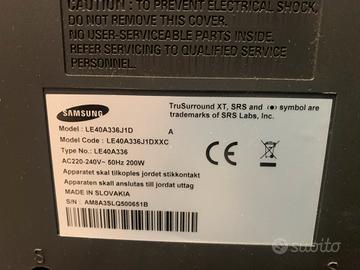 CAUTION : TO PREVENT ELECTRICAL SHOCK,
DO NOT REMOVE THIS COVER.
NO USER-SERVICEABLE PARTS INSIDE.
REFER SERVICING TO QUALIFIED SERVICE
PERSONNEL.
SAMSUNG
TruSurround XT, SRS and (●) symbol are
trademarks of SRS Labs, Inc.
Model : LE40A336J1D A
Model Code : LE40A336J1DXXC
Type No.: LE40A336
AC220-240V~ 50Hz 200W
Apparatet skal tilkoples jordet stikkontakt
Apparaten skall anslutas till jordat uttag
MADE IN SLOVAKIA
S/N : AM8A3SLQ500651B
CE
subito